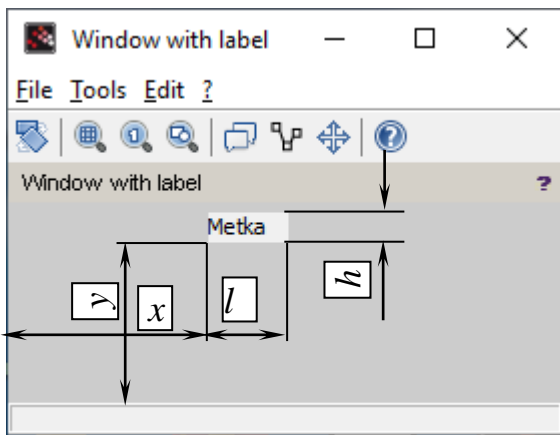 Window with label
File Tools Edit ?
Window with label ?
Metka
y x l h